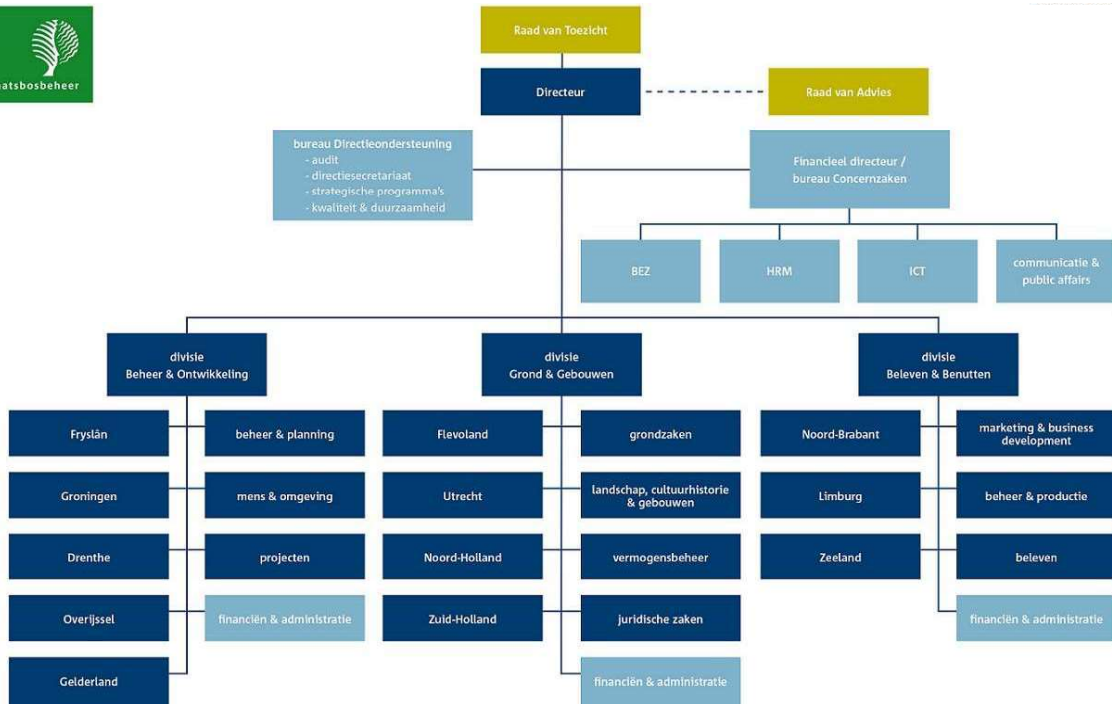 Raad van Toezicht
aatsbosbeheer
Directeur
Raad van Advies
bureau Directieondersteuning
- audit
- directiesecretariaat
- strategische programma's
- kwaliteit & duurzaamheid
Financieel directeur /
bureau Concernzaken
BEZ
HRM
ICT
communicatie &
public affairs
divisie
Beheer & Ontwikkeling
divisie
Grond & Gebouwen
divisie
Beleven & Benutten
Fryslân
beheer & planning
Flevoland
grondzaken
Noord-Brabant
marketing & business
development
Groningen
mens & omgeving
Utrecht
landschap, cultuurhistorie
& gebouwen
Limburg
beheer & productie
Drenthe
projecten
Noord-Holland
vermogensbeheer
Zeeland
beleven
Overijssel
financiën & administratie
Zuid-Holland
juridische zaken
financiën & administratie
Gelderland
financiën & administratie